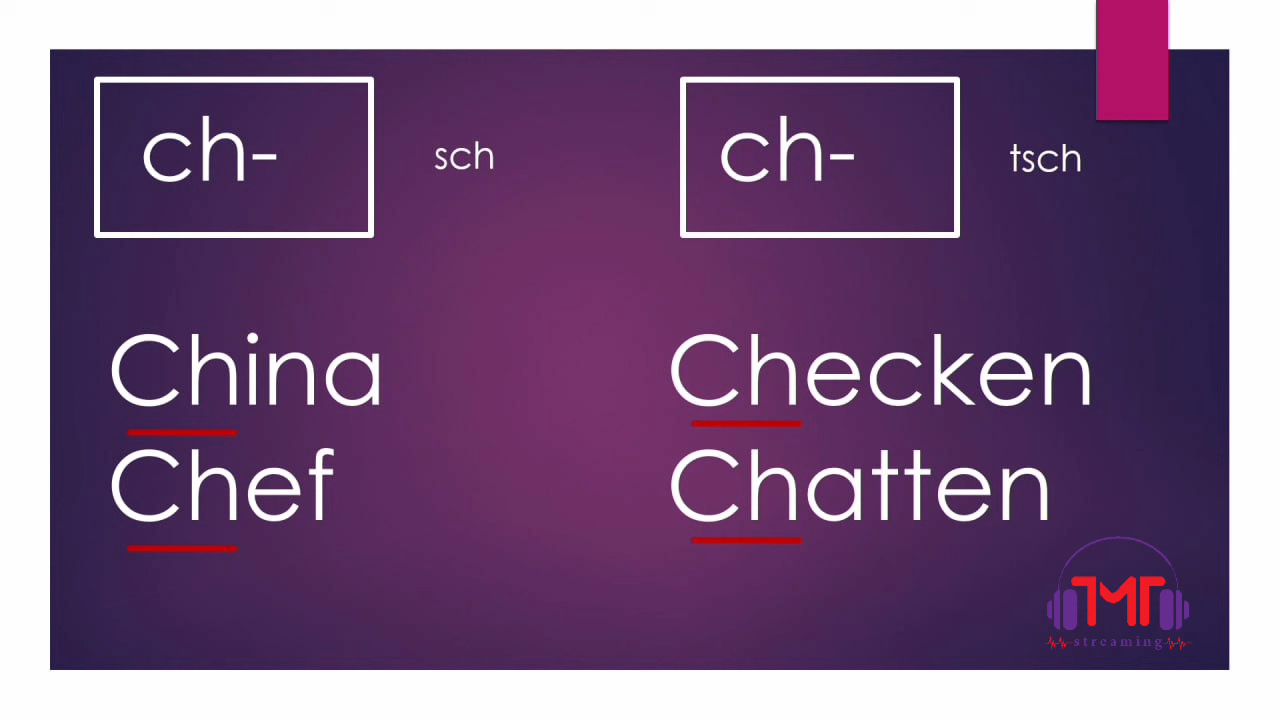 ch- sch
China
Chef
ch- tsch
Checken
Chatten
TMT
streaming